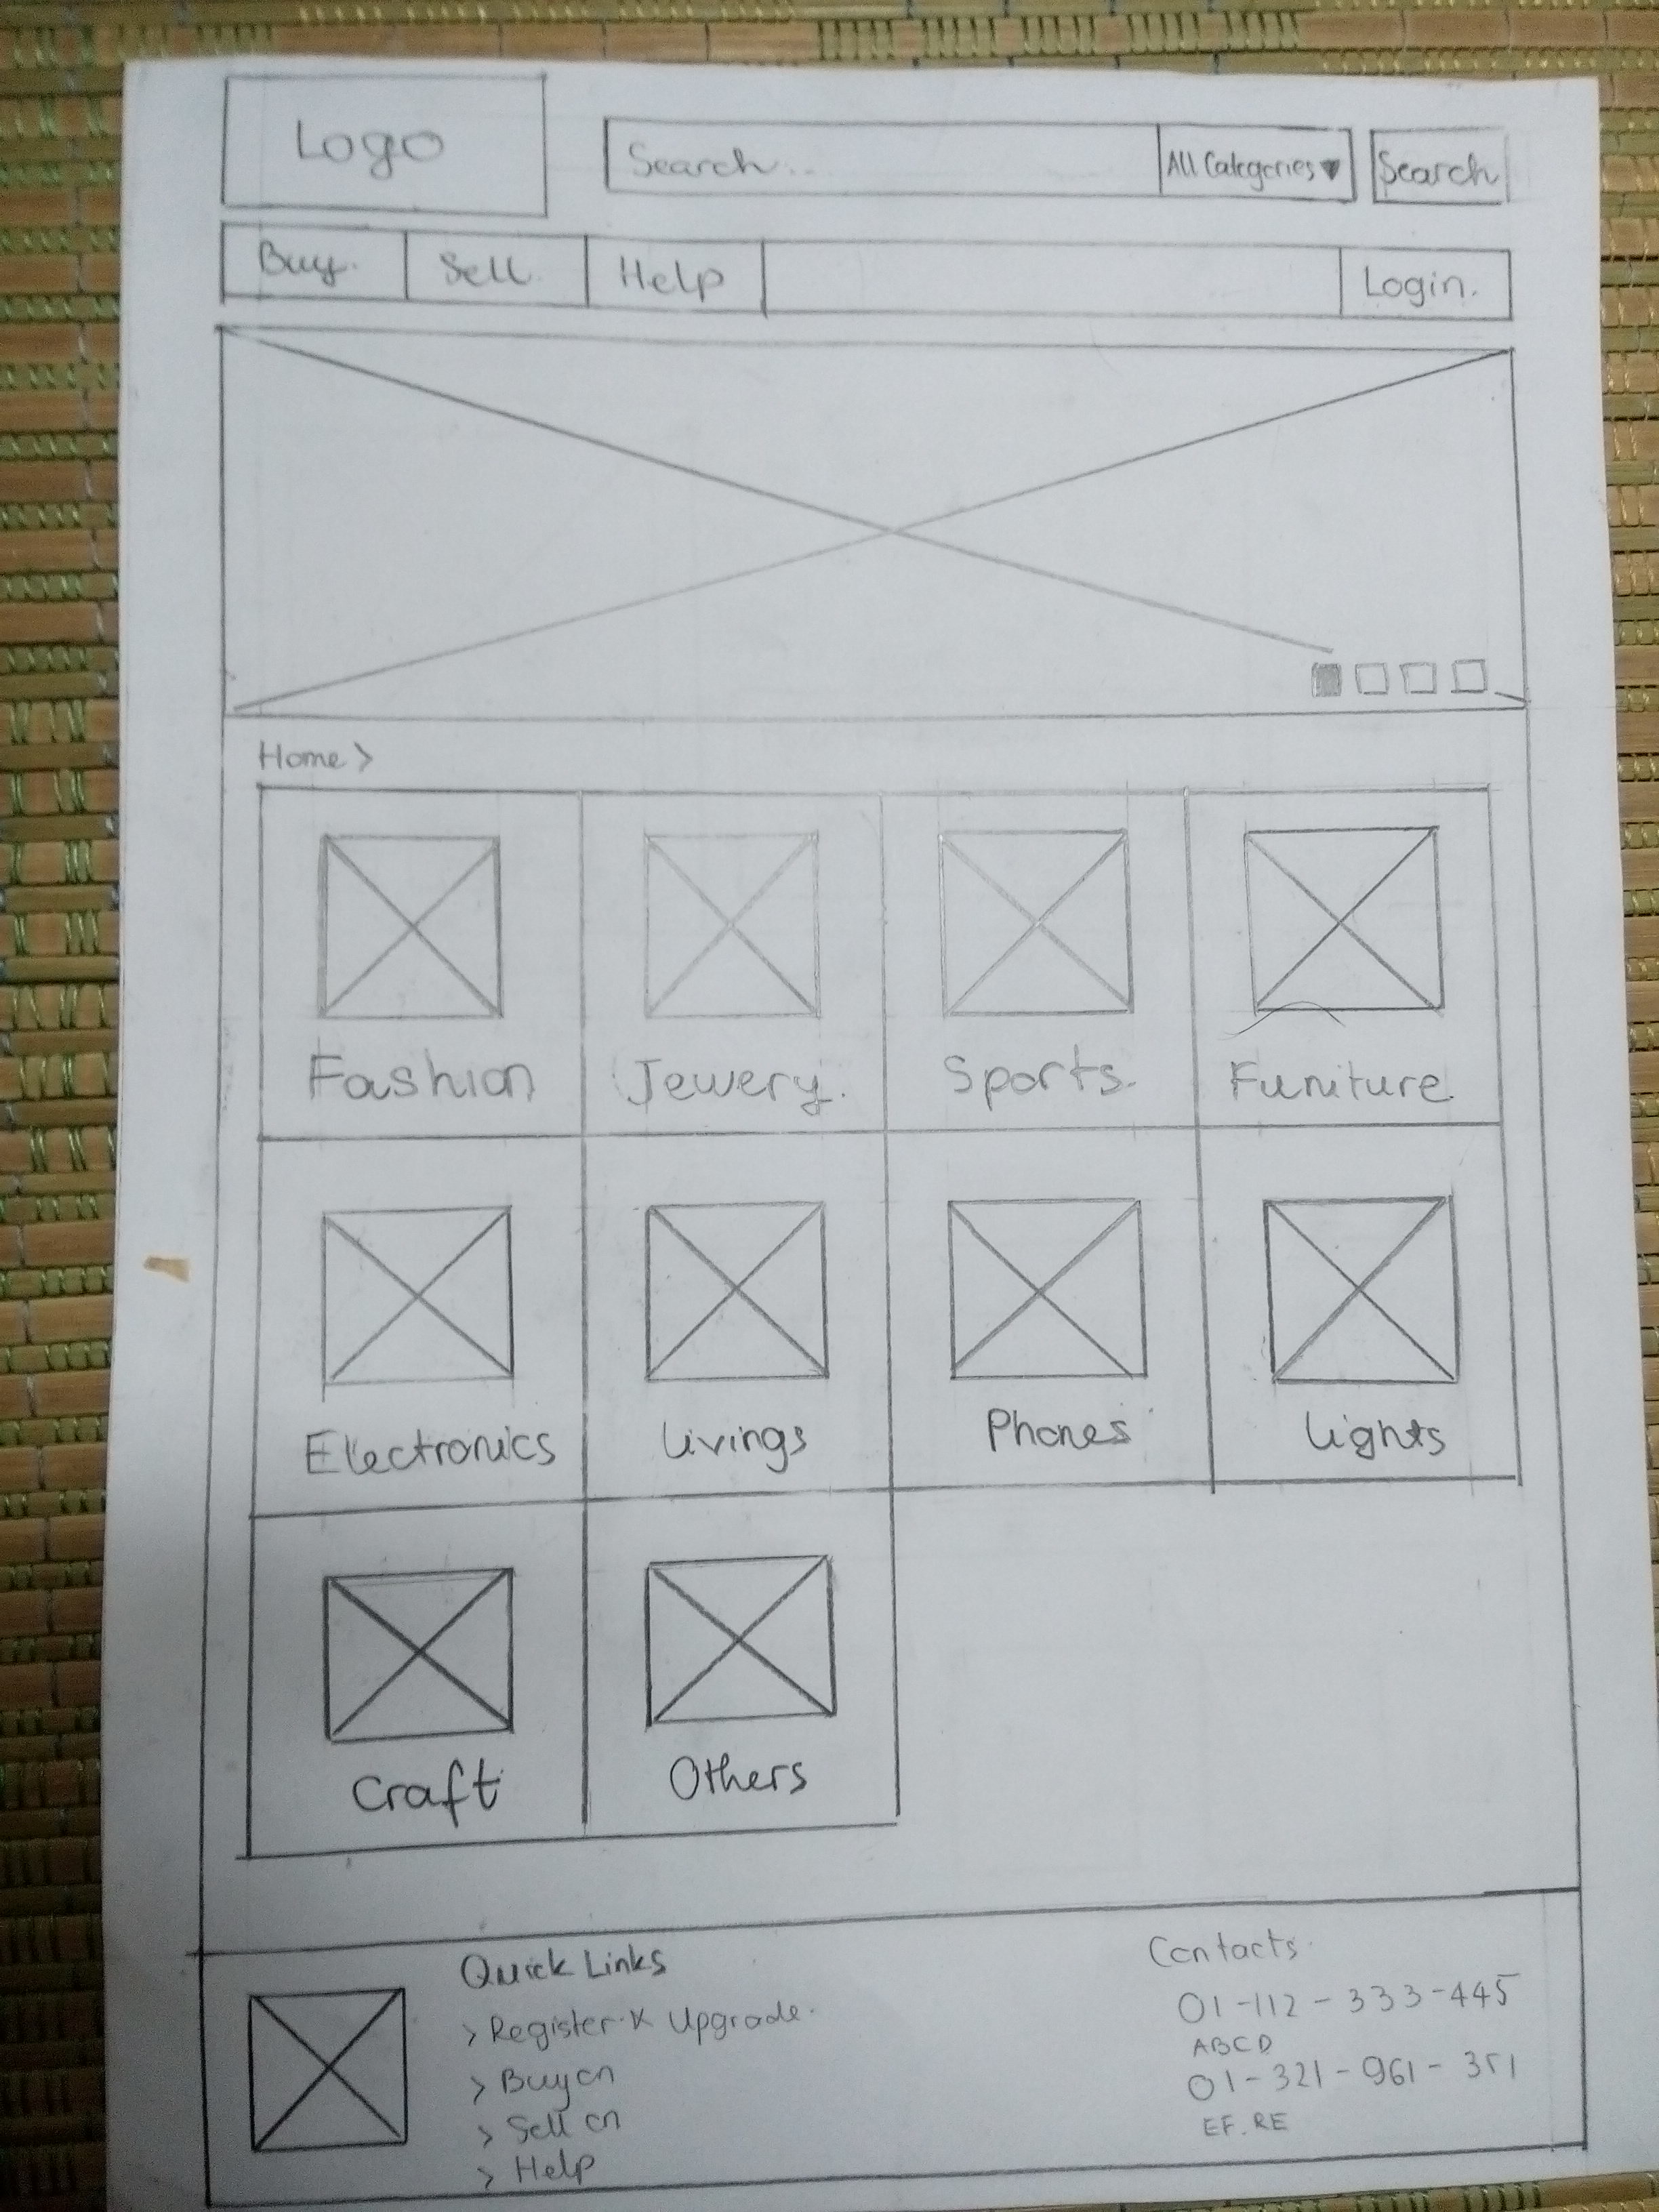 Logo
Search...
All Categories ▾
Search
Buy.
Sell.
Help
Login.
Home >
Fashion
Jewery.
Sports.
Funiture
Electronics
Livings
Phones
Lights
Craft
Others
Quick Links
> Register & Upgrade.
> Buy on
> Sell on
> Help
Contacts.
01-112-333-445
ABCD
01-321-961-351
EF.RE